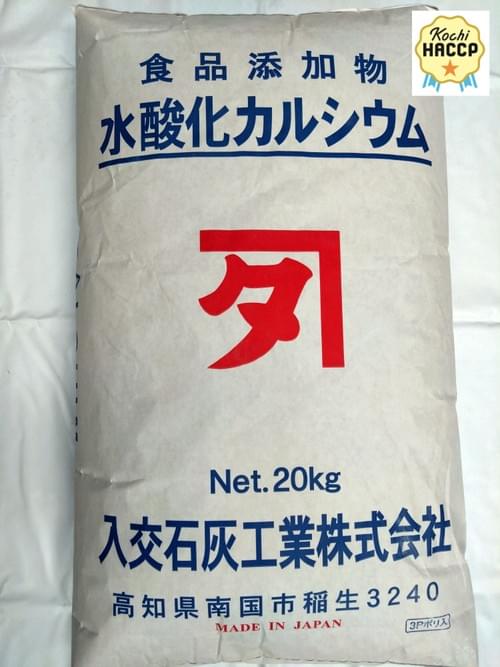 Kochi
HACCP
食品添加物
水酸化カルシウム
タ
Net.20kg
入交石灰工業株式会社
高知県南国市稲生3240
MADE IN JAPAN
3Pポリ入